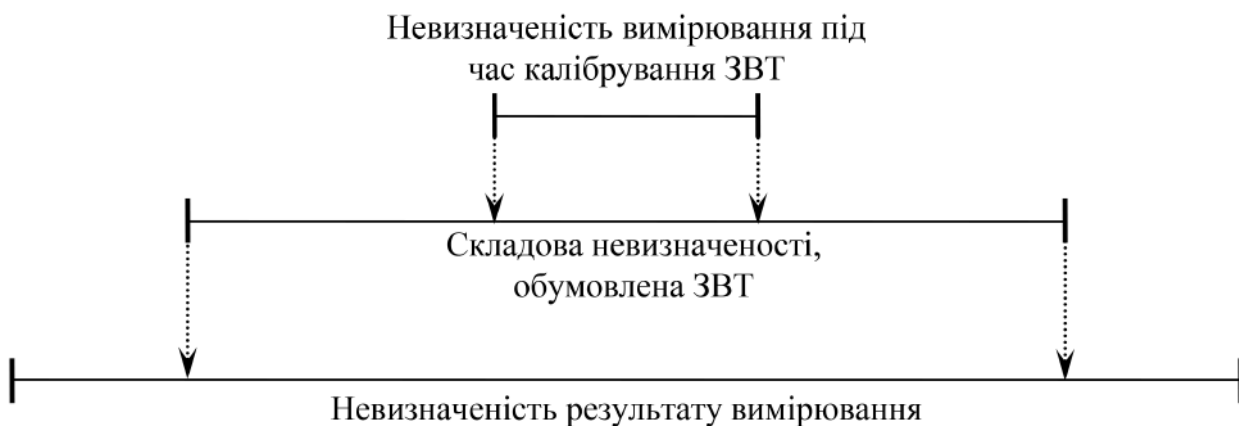 Невизначеність вимірювання під
час калібрування ЗВТ
Складова невизначеності,
обумовлена ЗВТ
Невизначеність результату вимірювання